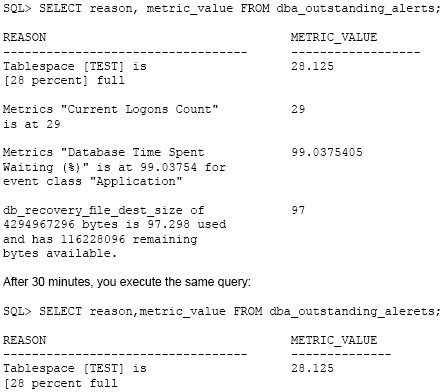 SQL> SELECT reason, metric_value FROM dba_outstanding_alerts;
REASON METRIC_VALUE
-------------------------------- -----------------
Tablespace [TEST] is 28.125
[28 percent] full
Metrics "Current Logons Count" 29
is at 29
Metrics "Database Time Spent 99.0375405
Waiting (%)" is at 99.03754 for
event class "Application"
db_recovery_file_dest_size of 97
4294967296 bytes is 97.298 used
and has 116228096 remaining
bytes available.
After 30 minutes, you execute the same query:
SQL> SELECT reason,metric_value FROM dba_outstanding_alerets;
REASON METRIC_VALUE
-------------------------------- -------------
Tablespace [TEST] is 28.125
[28 percent full